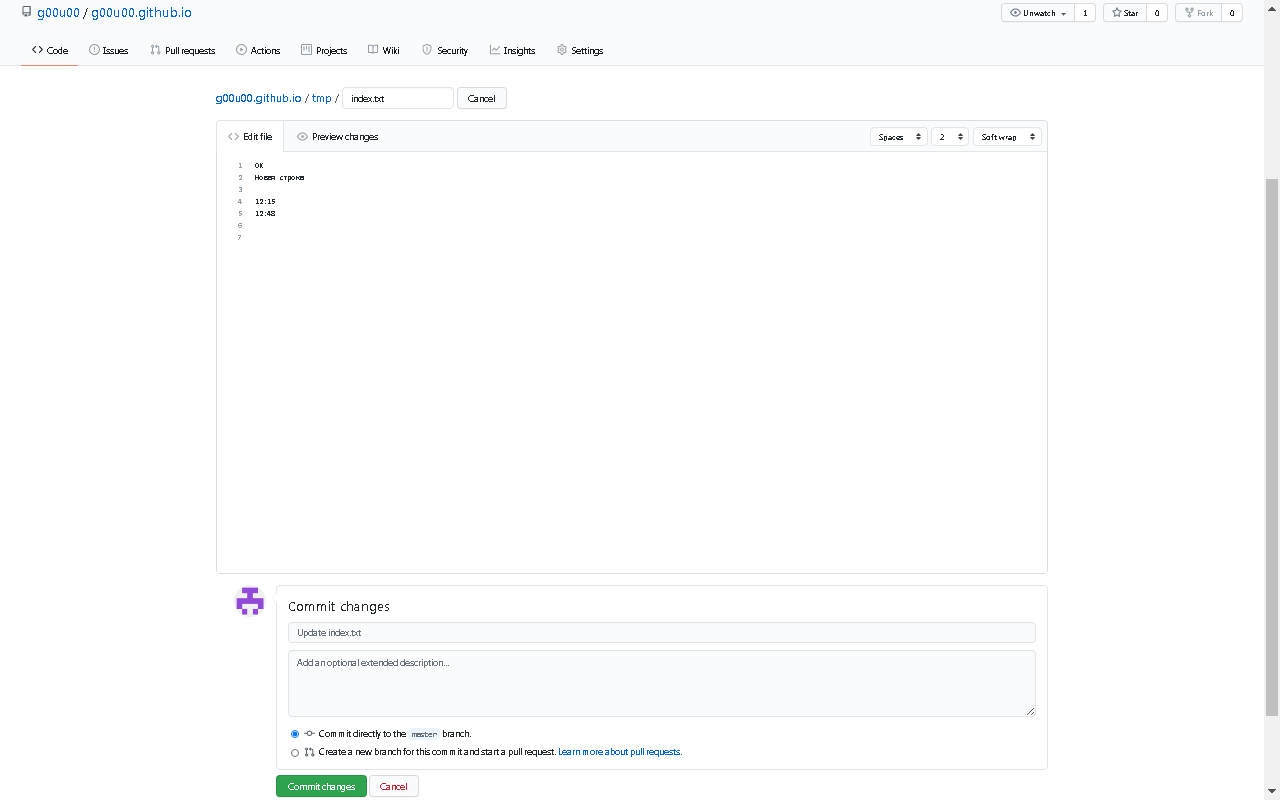 g00u00 / g00u00.github.io
Unwatch 1 Star 0 Fork 0
Code Issues Pull requests Actions Projects Wiki Security Insights Settings
g00u00.github.io / tmp / index.txt Cancel
Edit file Preview changes Spaces 2 Soft wrap
1 OK
2 Новая строка
3
4 12:15
5 12:48
6
7
Commit changes
Update index.txt
Add an optional extended description...
Commit directly to the master branch.
Create a new branch for this commit and start a pull request. Learn more about pull requests.
Commit changes Cancel